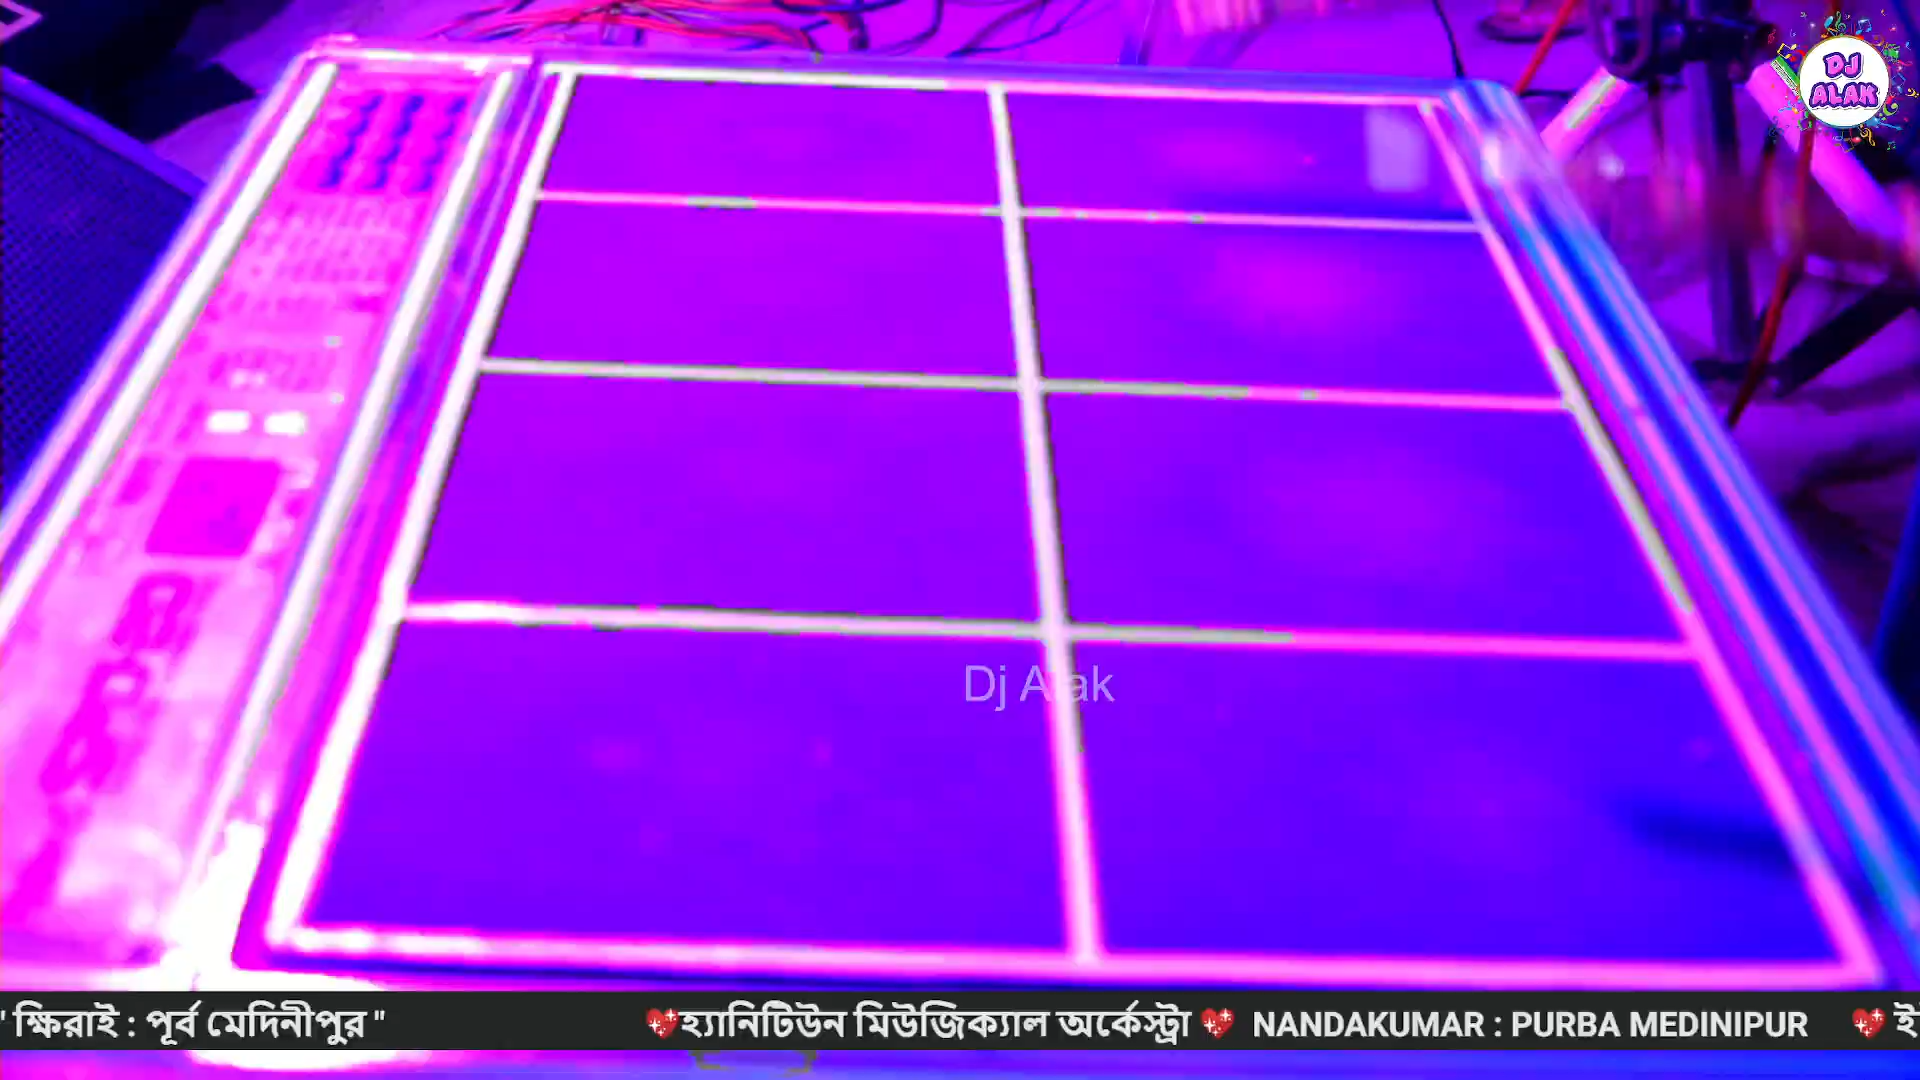 DJ
ALAK
Dj Alak
" ক্ষিরাই : পূর্ব মেদিনীপুর " 💖হ্যানিটিউন মিউজিক্যাল অর্কেস্ট্রা 💖 NANDAKUMAR : PURBA MEDINIPUR 💖